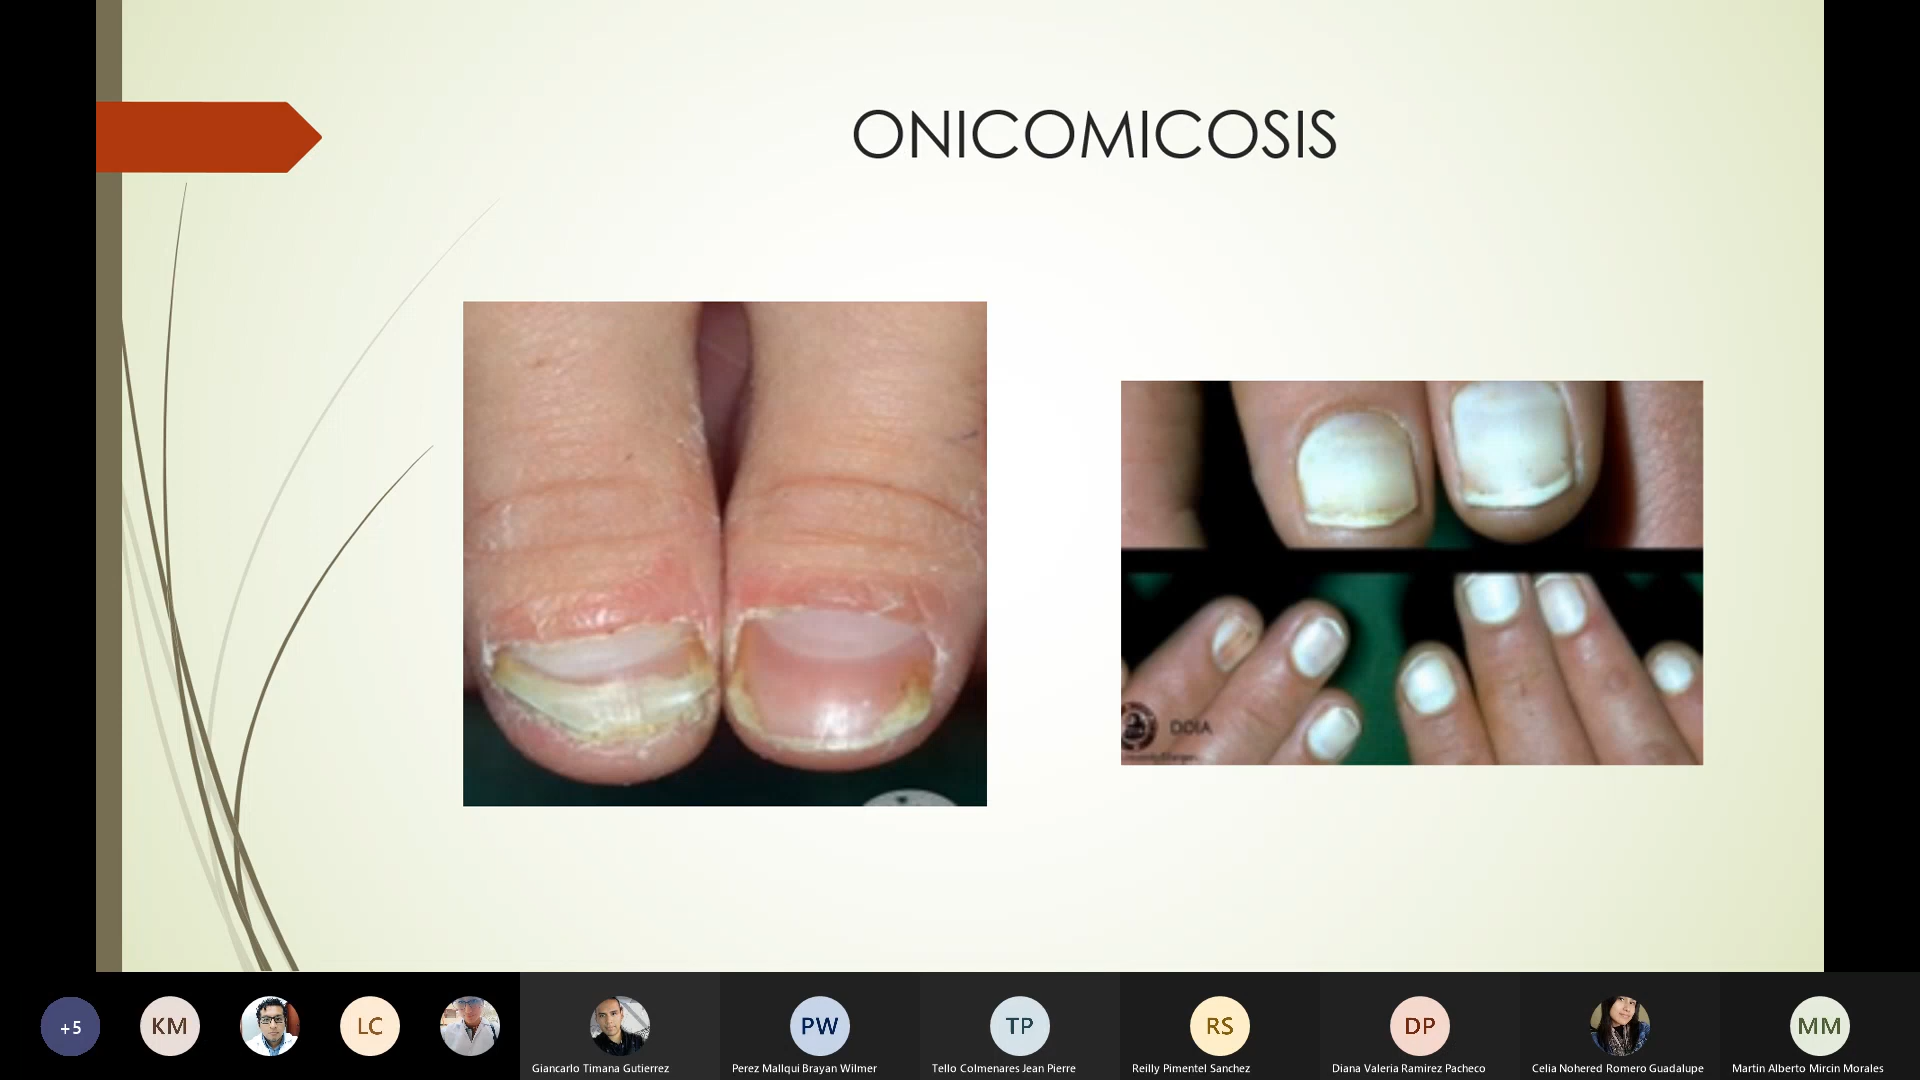 ONICOMICOSIS
DDIA
+5
KM
LC
PW
TP
RS
DP
MM
Giancarlo Timana Gutierrez
Perez Mallqui Brayan Wilmer
Tello Colmenares Jean Pierre
Reilly Pimentel Sanchez
Diana Valeria Ramirez Pacheco
Celia Nohered Romero Guadalupe
Martin Alberto Mircin Morales